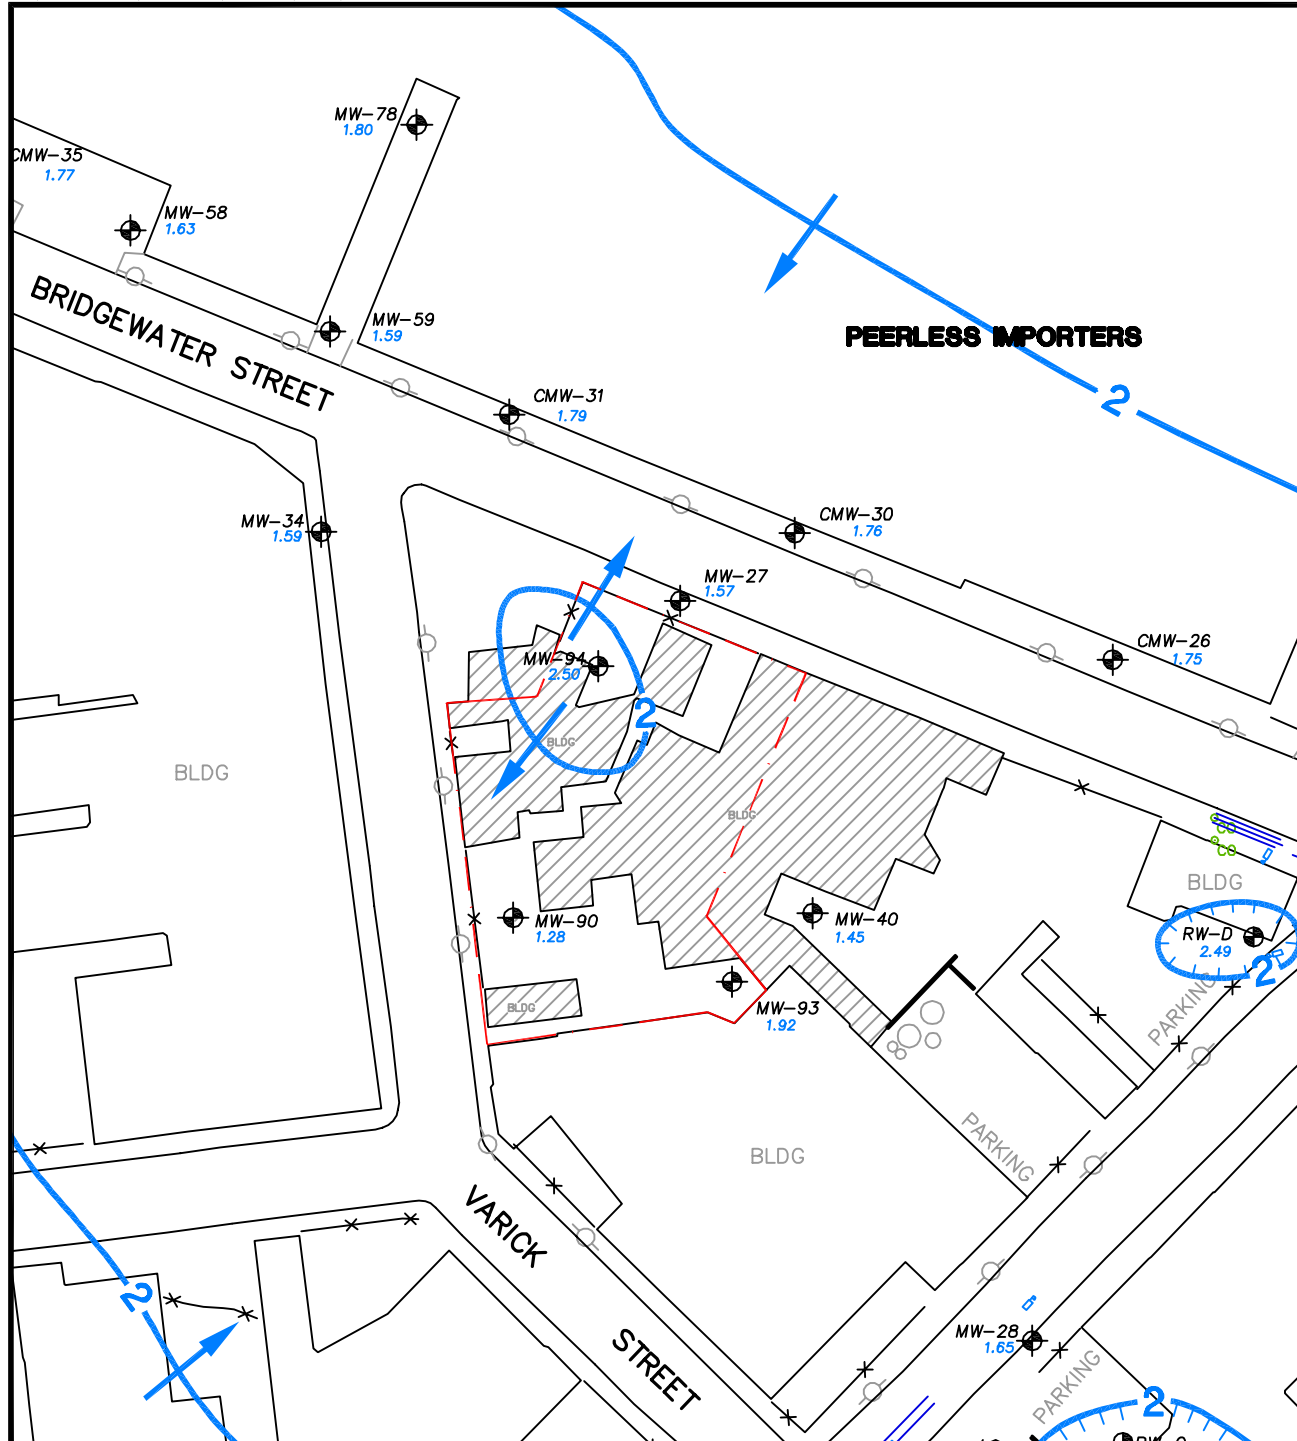 MW-78
1.80
CMW-35
1.77
MW-58
1.63
BRIDGEWATER STREET
MW-59
1.59
PEERLESS IMPORTERS
2
CMW-31
1.79
MW-34
1.59
CMW-30
1.76
MW-27
1.57
CMW-26
1.75
MW-94
2.50
2
BLDG
BLDG
BLDG
CO
CO
BLDG
MW-90
1.28
MW-40
1.45
RW-D
2.49
2
BLDG
MW-93
1.92
PARKING
PARKING
BLDG
VARICK
STREET
2
MW-28
1.65
PARKING
2